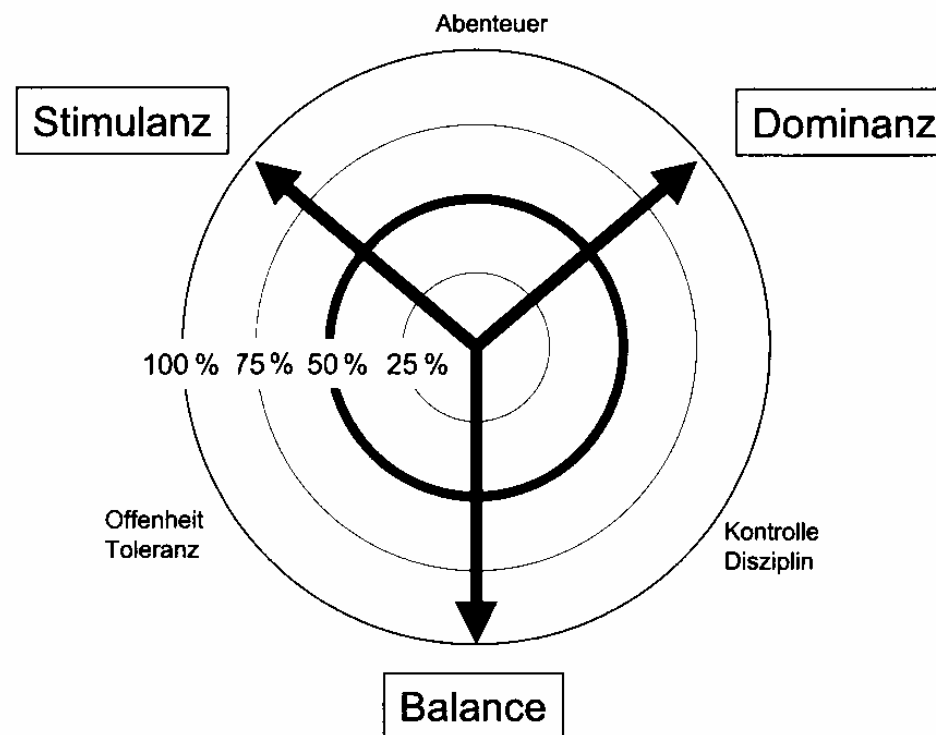 Abenteuer
Stimulanz
Dominanz
100 %
75 %
50 %
25 %
Offenheit
Toleranz
Kontrolle
Disziplin
Balance